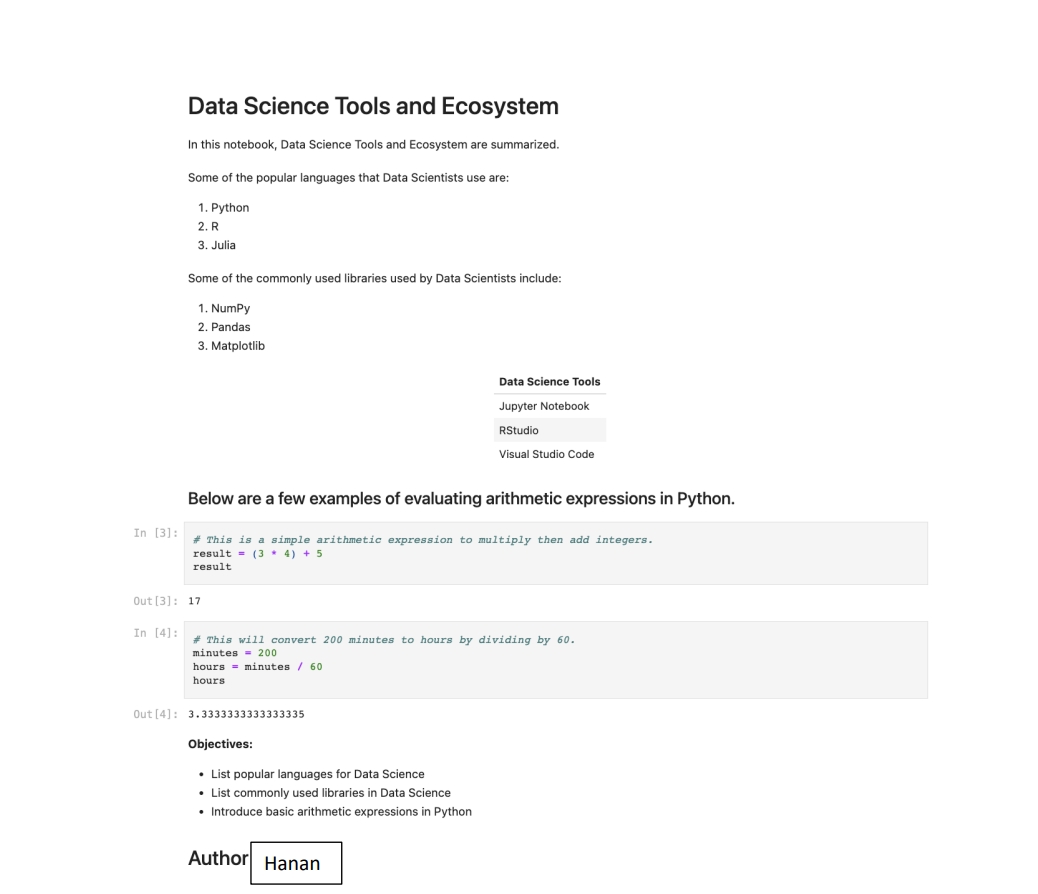 Data Science Tools and Ecosystem
In this notebook, Data Science Tools and Ecosystem are summarized.
Some of the popular languages that Data Scientists use are:
1. Python
2. R
3. Julia
Some of the commonly used libraries used by Data Scientists include:
1. NumPy
2. Pandas
3. Matplotlib
Data Science Tools
Jupyter Notebook
RStudio
Visual Studio Code
Below are a few examples of evaluating arithmetic expressions in Python.
In [3]:
# This is a simple arithmetic expression to multiply then add integers.
result = (3 * 4) + 5
result
Out[3]: 17
In [4]:
# This will convert 200 minutes to hours by dividing by 60.
minutes = 200
hours = minutes / 60
hours
Out[4]: 3.3333333333333335
Objectives:
• List popular languages for Data Science
• List commonly used libraries in Data Science
• Introduce basic arithmetic expressions in Python
Author Hanan